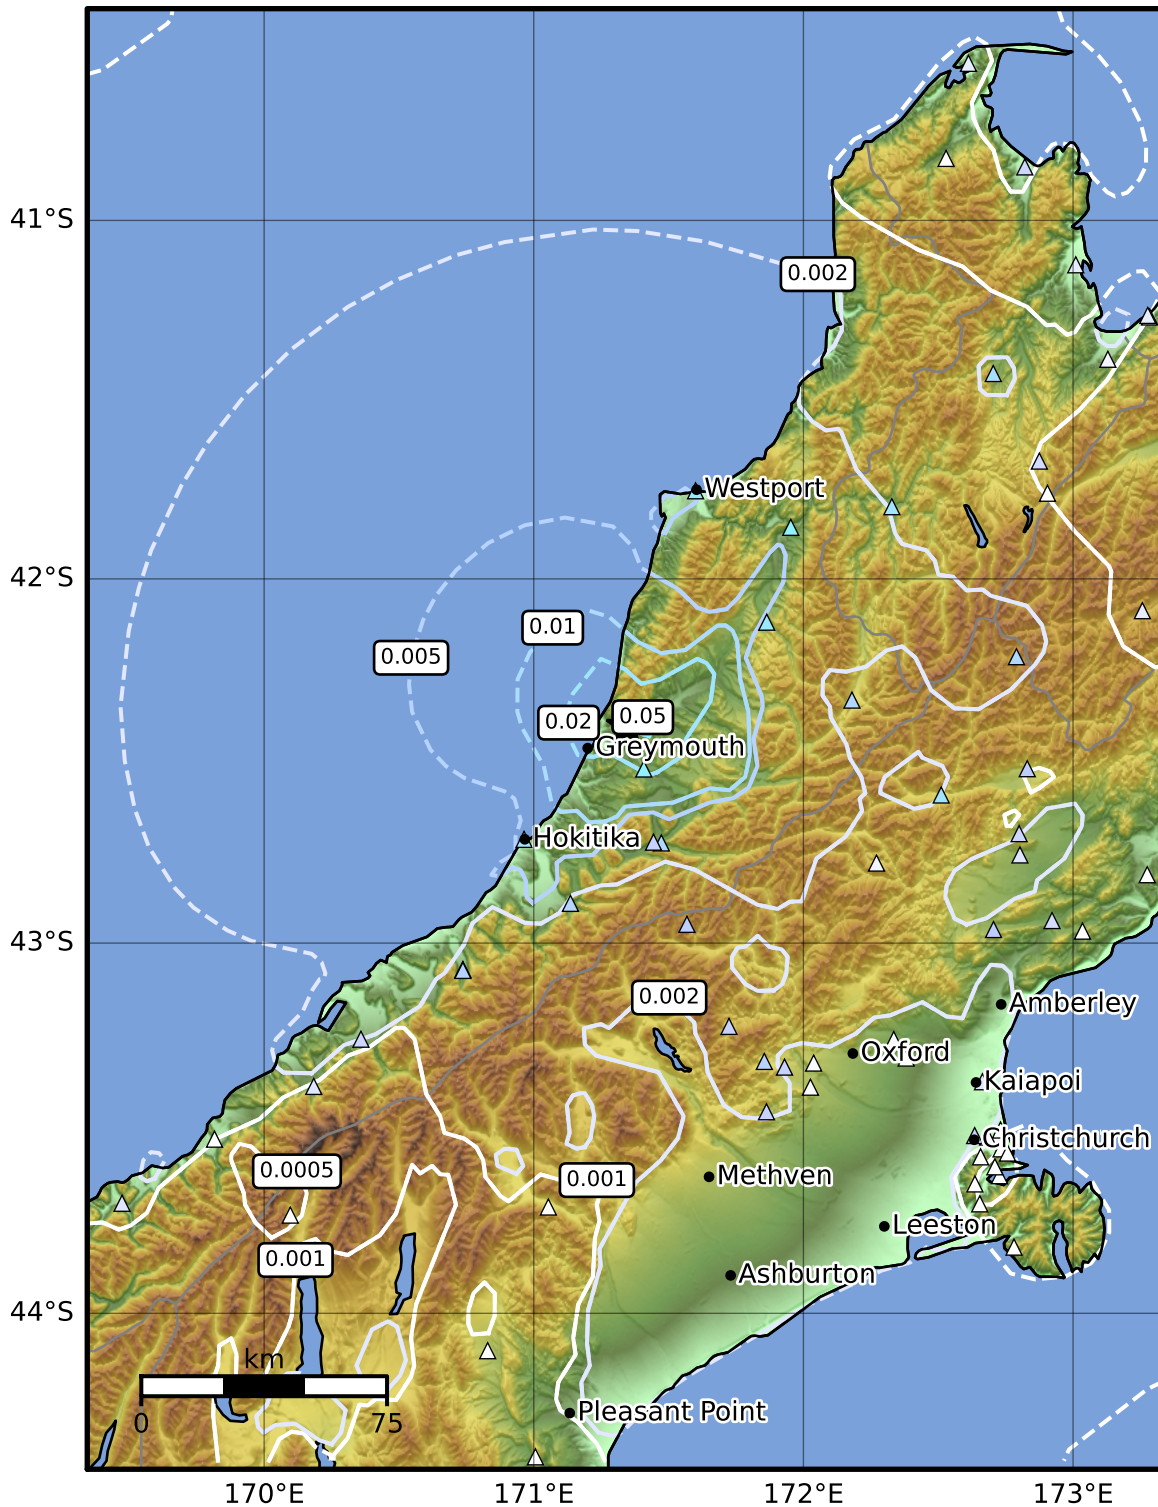 41°S
0.002
Westport
42°S
0.01
0.005
0.02
0.05
Greymouth
Hokitika
43°S
0.002
Amberley
Oxford
Kaiapoi
Christchurch
0.0005
0.001
Methven
Leeston
0.001
Ashburton
44°S
km
0
75
Pleasant Point
170°E
171°E
172°E
173°E